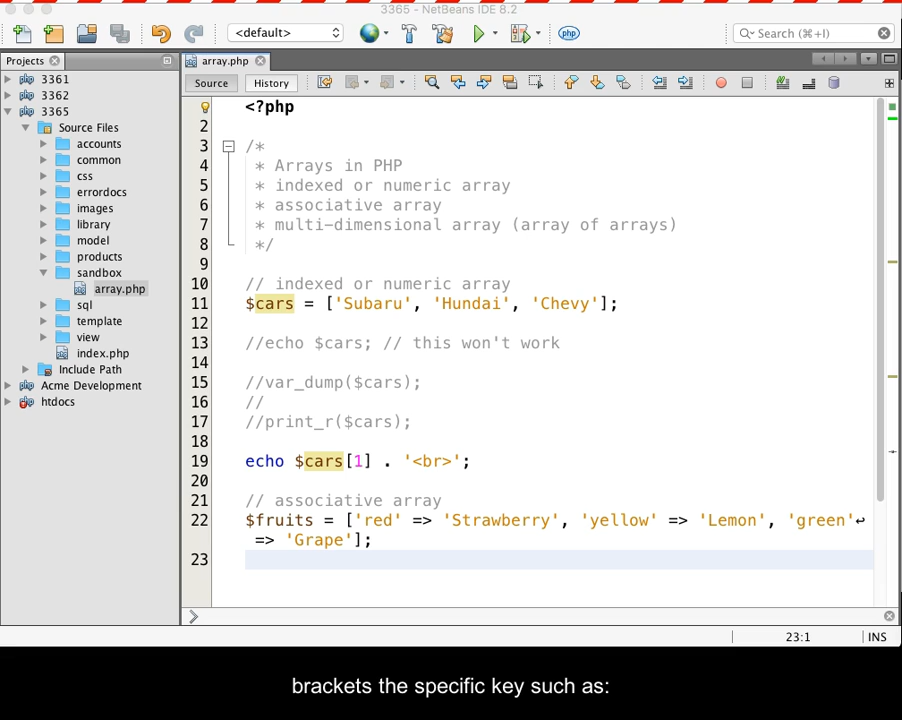 3365 - NetBeans IDE 8.2
<default>
php
Search (⌘+I)
Projects
array.php
Source
History
3361
3362
3365
Source Files
accounts
common
css
errordocs
images
library
model
products
sandbox
array.php
sql
template
view
index.php
Include Path
Acme Development
htdocs
<?php
2
3 /*
4 * Arrays in PHP
5 * indexed or numeric array
6 * associative array
7 * multi-dimensional array (array of arrays)
8 */
9
10 // indexed or numeric array
11 $cars = ['Subaru', 'Hundai', 'Chevy'];
12
13 //echo $cars; // this won't work
14
15 //var_dump($cars);
16 //
17 //print_r($cars);
18
19 echo $cars[1] . '<br>';
20
21 // associative array
22 $fruits = ['red' => 'Strawberry', 'yellow' => 'Lemon', 'green'↩
=> 'Grape'];
23
23:1
INS
brackets the specific key such as: